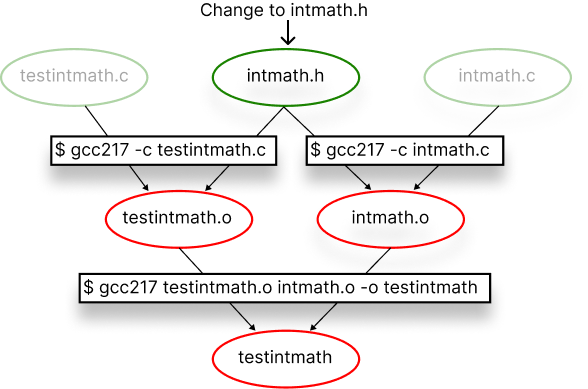 Change to intmath.h
testintmath.c
intmath.h
intmath.c
$ gcc217 -c testintmath.c
$ gcc217 -c intmath.c
testintmath.o
intmath.o
$ gcc217 testintmath.o intmath.o -o testintmath
testintmath